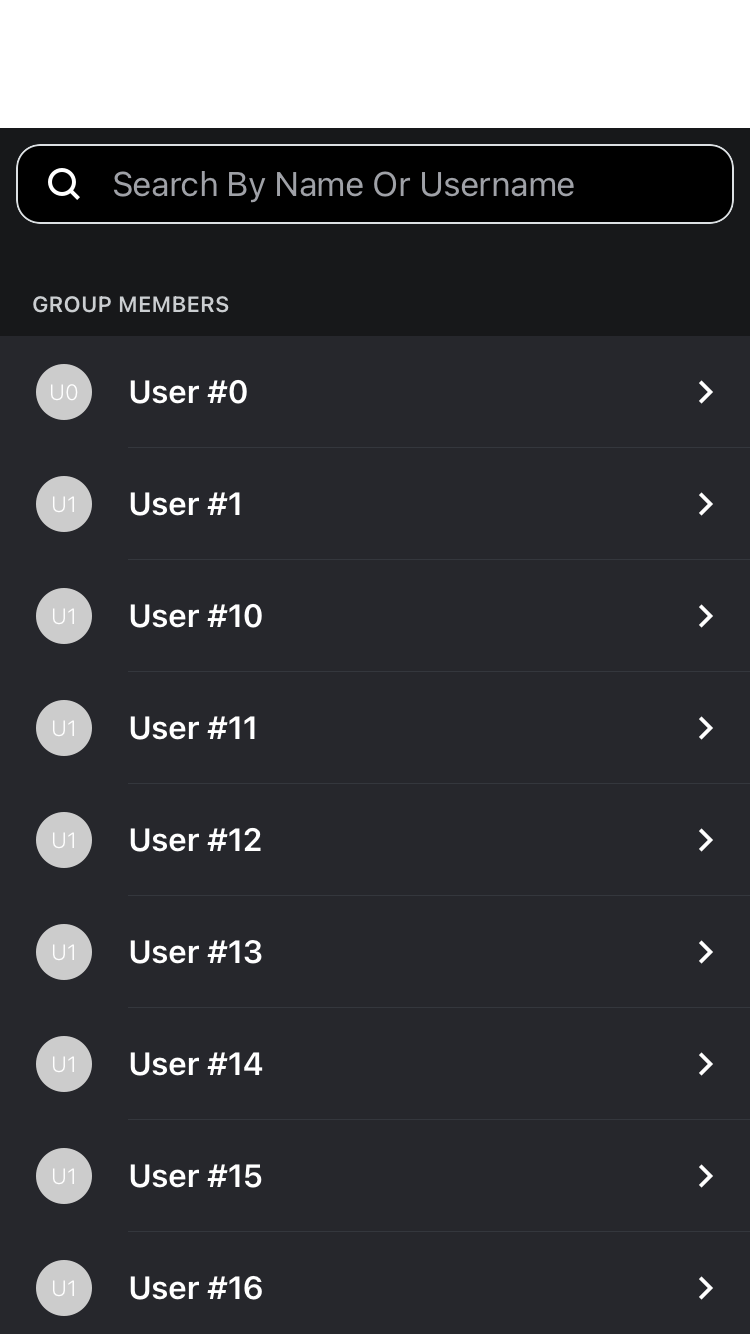 Search By Name Or Username
GROUP MEMBERS
U0 User #0
U1 User #1
U1 User #10
U1 User #11
U1 User #12
U1 User #13
U1 User #14
U1 User #15
U1 User #16